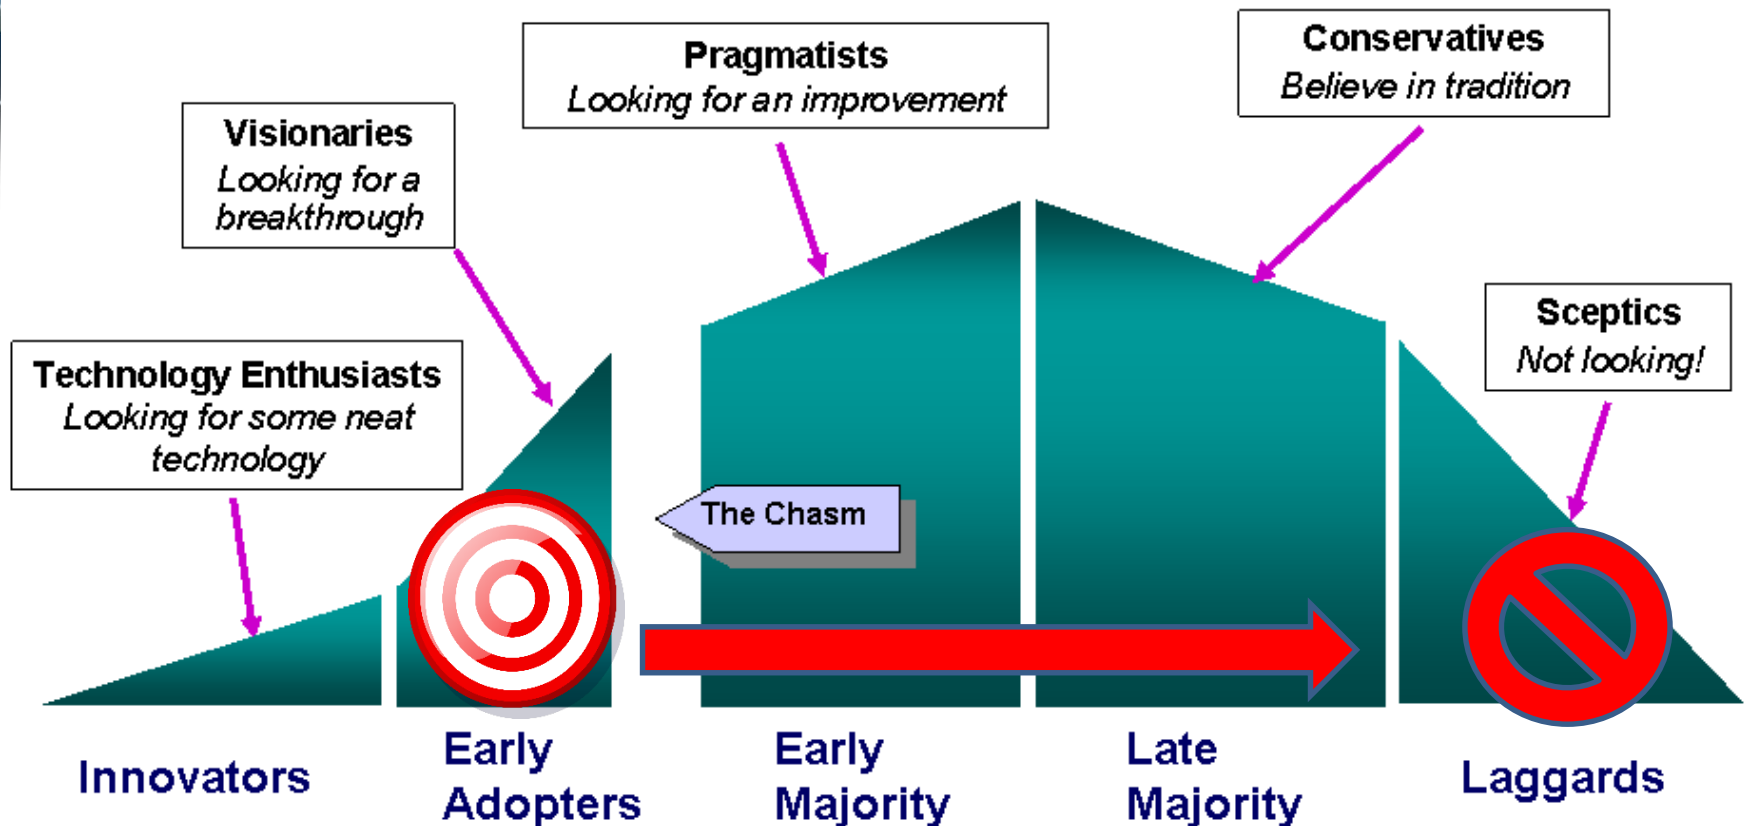 Pragmatists
Looking for an improvement
Conservatives
Believe in tradition
Visionaries
Looking for a
breakthrough
Sceptics
Not looking!
Technology Enthusiasts
Looking for some neat
technology
The Chasm
Innovators
Early
Adopters
Early
Majority
Late
Majority
Laggards